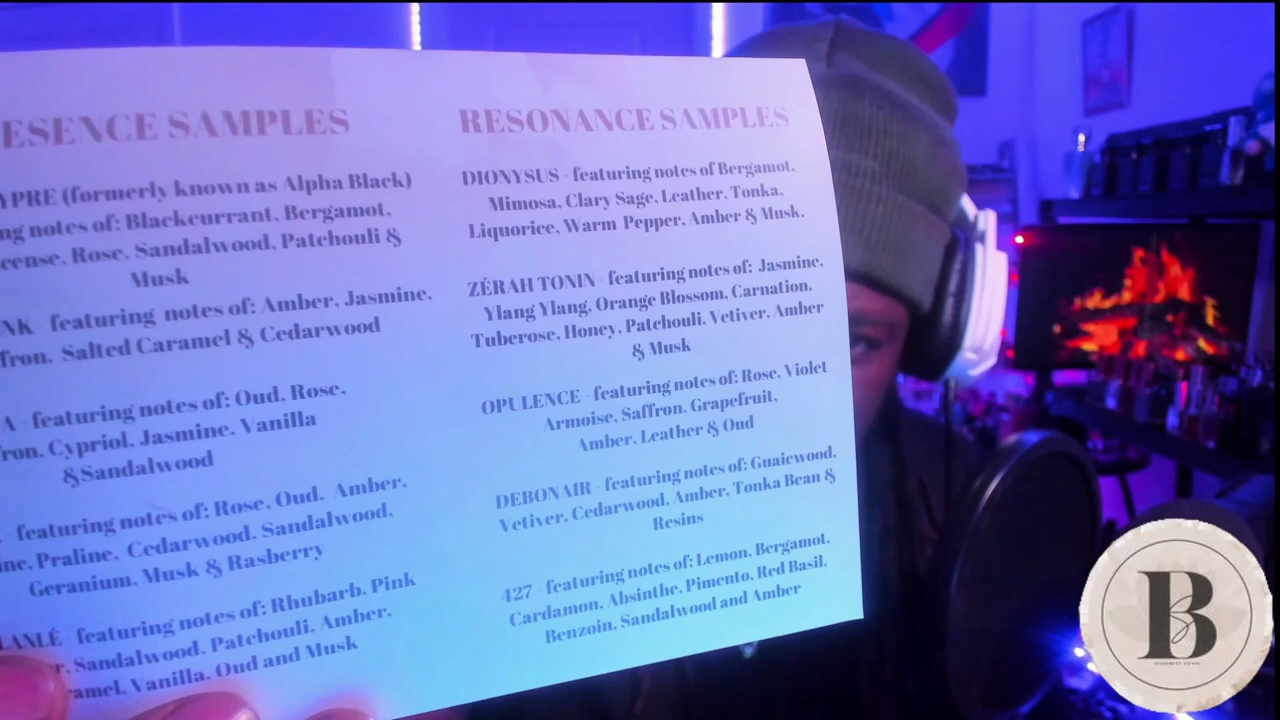 ESENCE SAMPLES
YPRE (formerly known as Alpha Black)
ng notes of: Blackcurrant, Bergamot,
cense, Rose, Sandalwood, Patchouli &
Musk
NK featuring notes of: Amber, Jasmine,
fron, Salted Caramel & Cedarwood
A - featuring notes of: Oud, Rose,
ron, Cypriol, Jasmine, Vanilla
&Sandalwood
- featuring notes of: Rose, Oud, Amber,
ine, Praline, Cedarwood, Sandalwood,
Geranium, Musk & Rasberry
LANLÉ - featuring notes of: Rhubarb, Pink
r, Sandalwood, Patchouli, Amber,
ramel, Vanilla, Oud and Musk
RESONANCE SAMPLES
DIONYSUS - featuring notes of Bergamot,
Mimosa, Clary Sage, Leather, Tonka,
Liquorice, Warm Pepper, Amber & Musk.
ZÉRAH TONIN - featuring notes of: Jasmine,
Ylang Ylang, Orange Blossom, Carnation,
Tuberose, Honey, Patchouli, Vetiver, Amber
& Musk
OPULENCE - featuring notes of: Rose, Violet
Armoise, Saffron, Grapefruit,
Amber, Leather & Oud
DEBONAIR - featuring notes of: Guaicwood,
Vetiver, Cedarwood, Amber, Tonka Bean &
Resins
427 - featuring notes of: Lemon, Bergamot,
Cardamon, Absinthe, Pimento, Red Basil,
Benzoin, Sandalwood and Amber
B